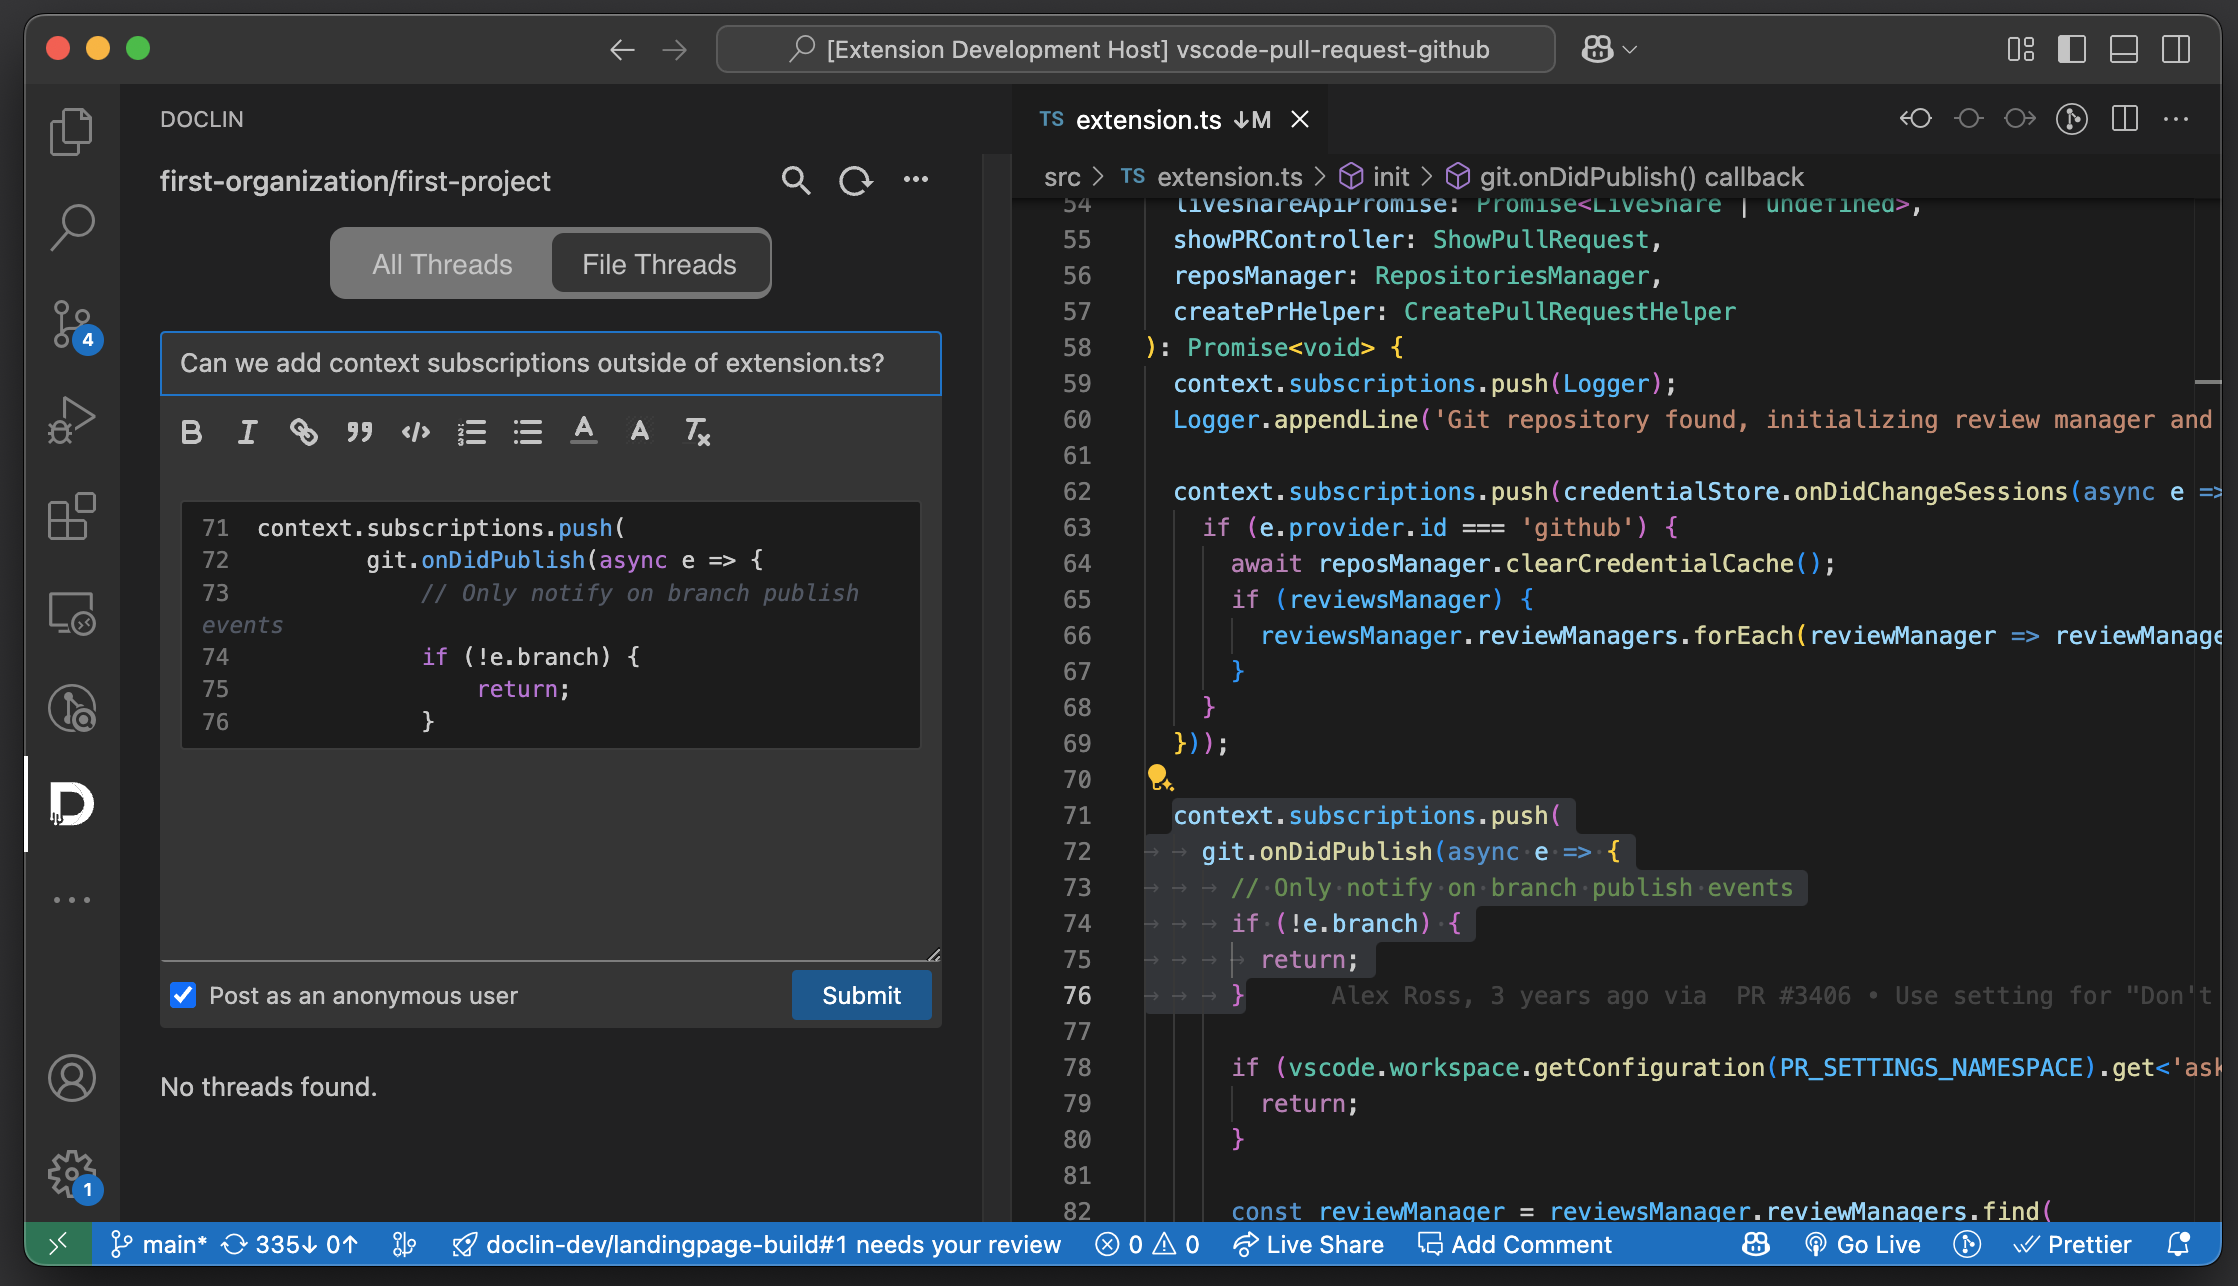 [Extension Development Host] vscode-pull-request-github
DOCLIN
first-organization/first-project
All Threads
File Threads
Can we add context subscriptions outside of extension.ts?
71 context.subscriptions.push(
72 git.onDidPublish(async e => {
73 // Only notify on branch publish
events
74 if (!e.branch) {
75 return;
76 }
Post as an anonymous user
Submit
No threads found.
4
1
TS extension.ts ↓M
src > TS extension.ts > init > git.onDidPublish() callback
54 liveshareApiPromise: Promise<LiveShare | undefined>,
55 showPRController: ShowPullRequest,
56 reposManager: RepositoriesManager,
57 createPrHelper: CreatePullRequestHelper
58 ): Promise<void> {
59 context.subscriptions.push(Logger);
60 Logger.appendLine('Git repository found, initializing review manager and
61
62 context.subscriptions.push(credentialStore.onDidChangeSessions(async e =>
63 if (e.provider.id === 'github') {
64 await reposManager.clearCredentialCache();
65 if (reviewsManager) {
66 reviewsManager.reviewManagers.forEach(reviewManager => reviewManage
67 }
68 }
69 }));
70
71 context.subscriptions.push(
72 git.onDidPublish(async e => {
73 // Only notify on branch publish events
74 if (!e.branch) {
75 return;
76 } Alex Ross, 3 years ago via PR #3406 • Use setting for "Don't
77
78 if (vscode.workspace.getConfiguration(PR_SETTINGS_NAMESPACE).get<'ask
79 return;
80 }
81
82 const reviewManager = reviewsManager.reviewManagers.find(
main* 335↓ 0↑ doclin-dev/landingpage-build#1 needs your review 0 0 Live Share Add Comment Go Live Prettier